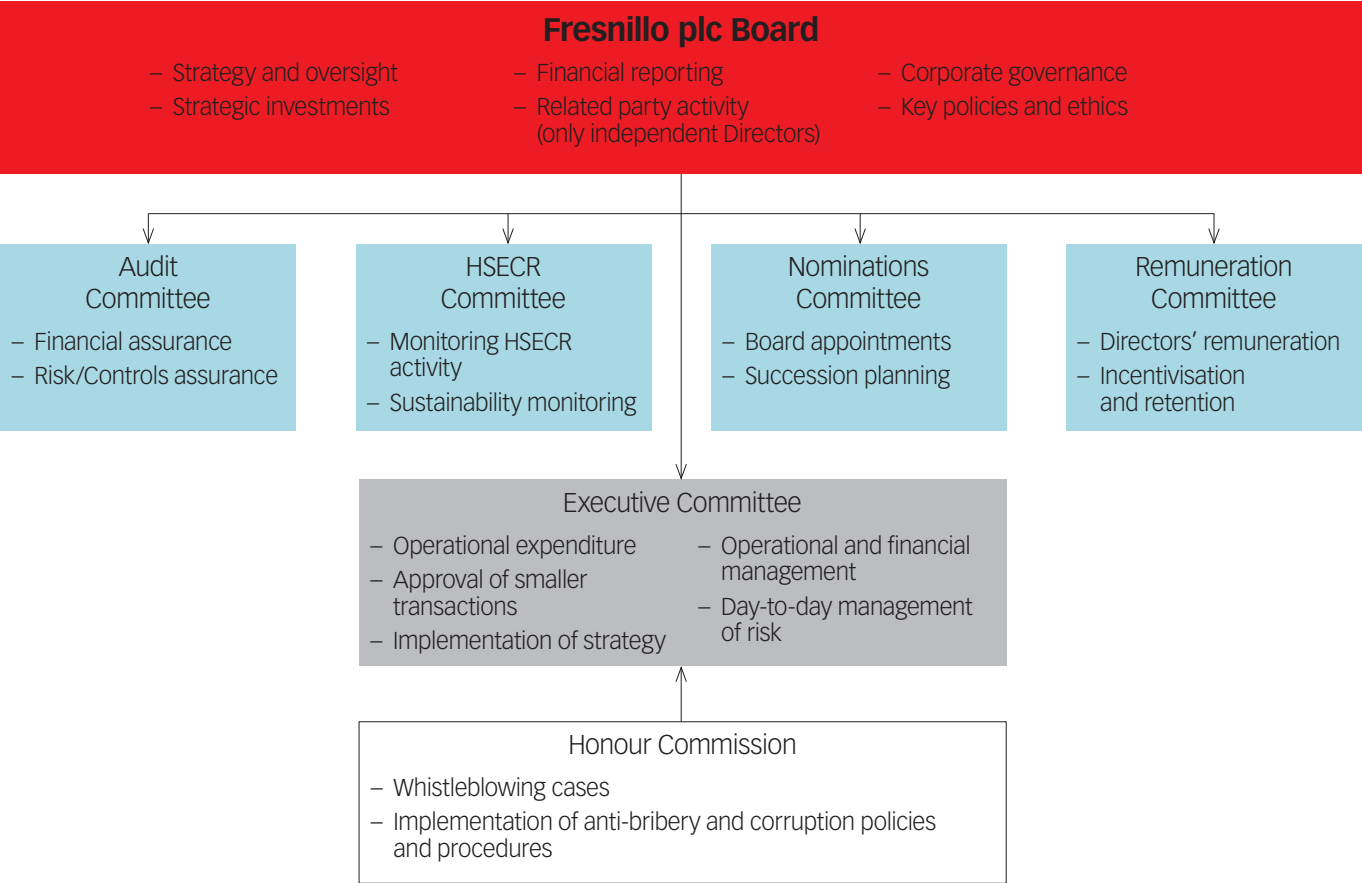 Fresnillo plc Board
– Strategy and oversight
– Strategic investments
– Financial reporting
– Related party activity
(only independent Directors)
– Corporate governance
– Key policies and ethics
Audit
Committee
– Financial assurance
– Risk/Controls assurance
HSECR
Committee
– Monitoring HSECR
activity
– Sustainability monitoring
Nominations
Committee
– Board appointments
– Succession planning
Remuneration
Committee
– Directors’ remuneration
– Incentivisation
and retention
Executive Committee
– Operational expenditure
– Approval of smaller
transactions
– Implementation of strategy
– Operational and financial
management
– Day-to-day management
of risk
Honour Commission
– Whistleblowing cases
– Implementation of anti-bribery and corruption policies
and procedures